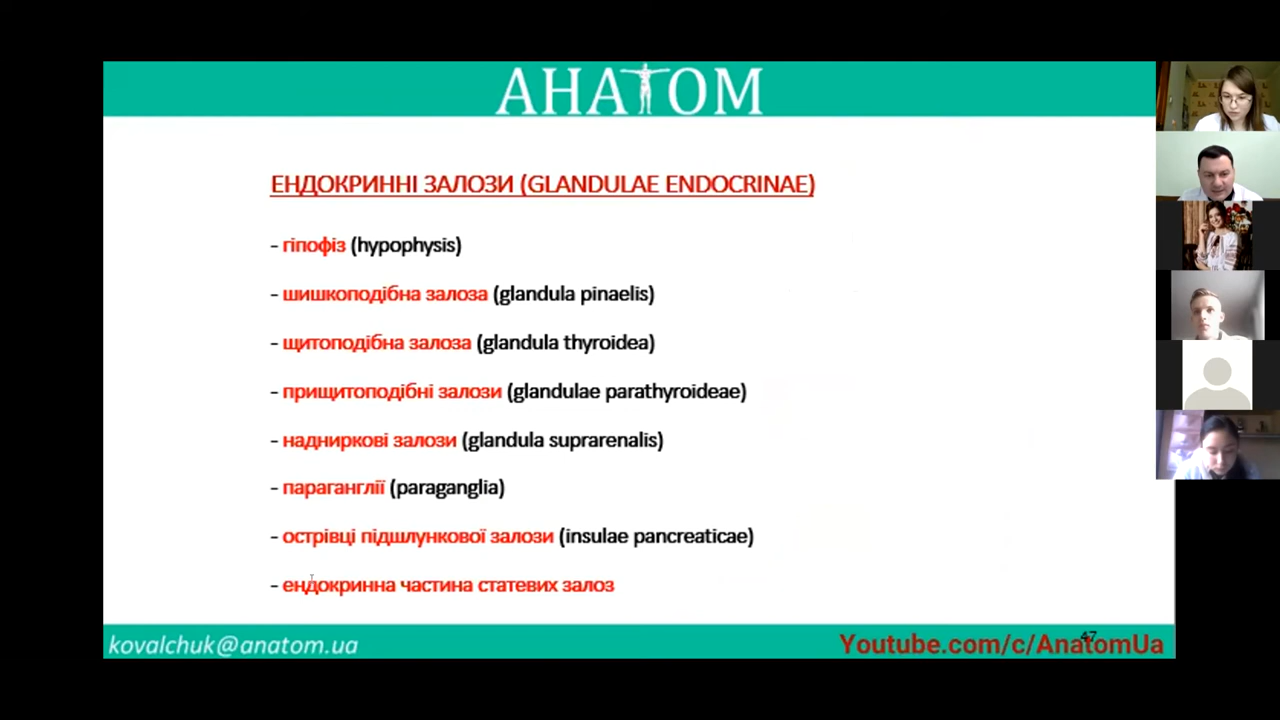 АНАТОМ
ЕНДОКРИННІ ЗАЛОЗИ (GLANDULAE ENDOCRINAE)
- гіпофіз (hypophysis)
- шишкоподібна залоза (glandula pinaelis)
- щитоподібна залоза (glandula thyroidea)
- прищитоподібні залози (glandulae parathyroideae)
- надниркові залози (glandula suprarenalis)
- параганглії (paraganglia)
- острівці підшлункової залози (insulae pancreaticae)
- ендокринна частина статевих залоз
kovalchuk@anatom.ua
Youtube.com/c/AnatomUa
47